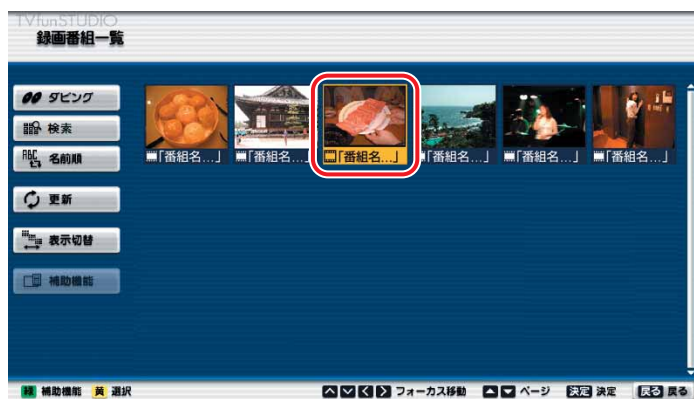 TVfunSTUDIO
録画番組一覧
ダビング
検索
ABC 名前順
更新
表示切替
補助機能
「番組名...」
「番組名...」
「番組名...」
「番組名...」
「番組名...」
「番組名...」
緑 補助機能 黄 選択
フォーカス移動 ページ 決定 決定 戻る 戻る